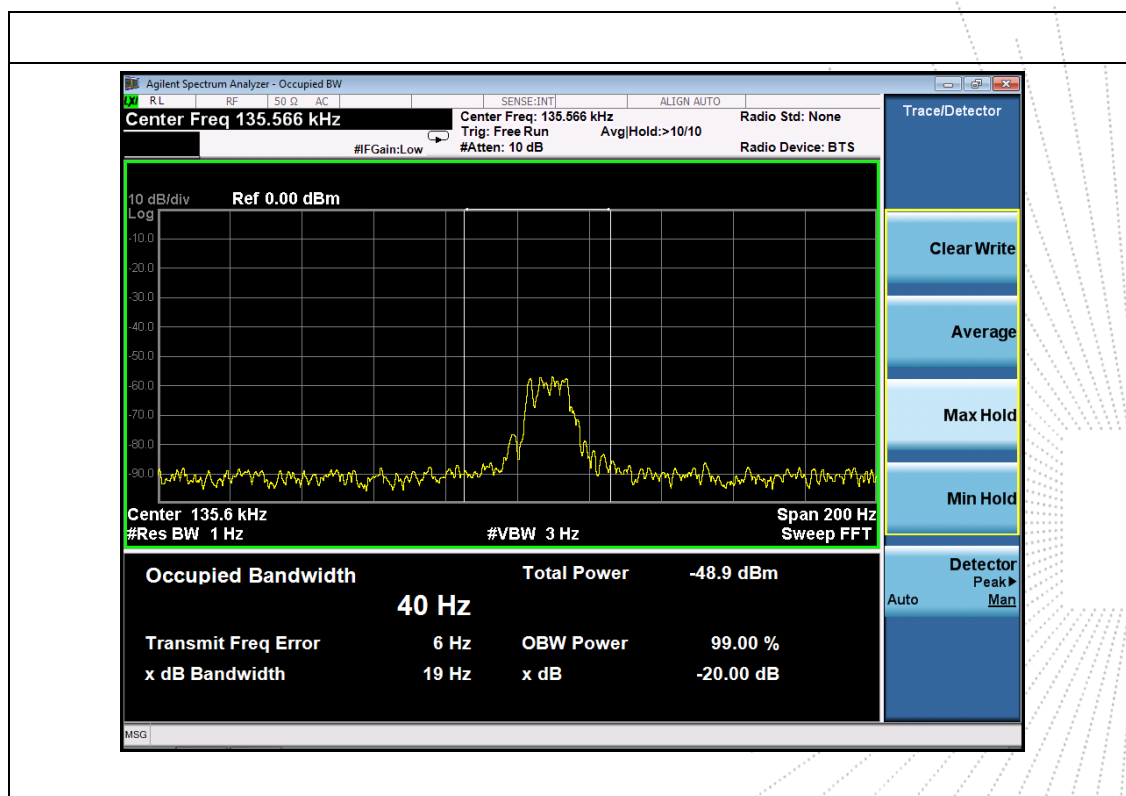 Agilent Spectrum Analyzer - Occupied BW
LXI RL RF 50 Ω AC SENSE:INT ALIGN AUTO
Center Freq 135.566 kHz
Center Freq: 135.566 kHz Radio Std: None
Trig: Free Run Avg|Hold:>10/10
#IFGain:Low #Atten: 10 dB Radio Device: BTS
10 dB/div Ref 0.00 dBm
Log
-10.0
-20.0
-30.0
-40.0
-50.0
-60.0
-70.0
-80.0
-90.0
Center 135.6 kHz Span 200 Hz
#Res BW 1 Hz #VBW 3 Hz Sweep FFT
Occupied Bandwidth Total Power -48.9 dBm
40 Hz
Transmit Freq Error 6 Hz OBW Power 99.00 %
x dB Bandwidth 19 Hz x dB -20.00 dB
MSG
Trace/Detector
Clear Write
Average
Max Hold
Min Hold
Detector
Peak▶
Auto Man